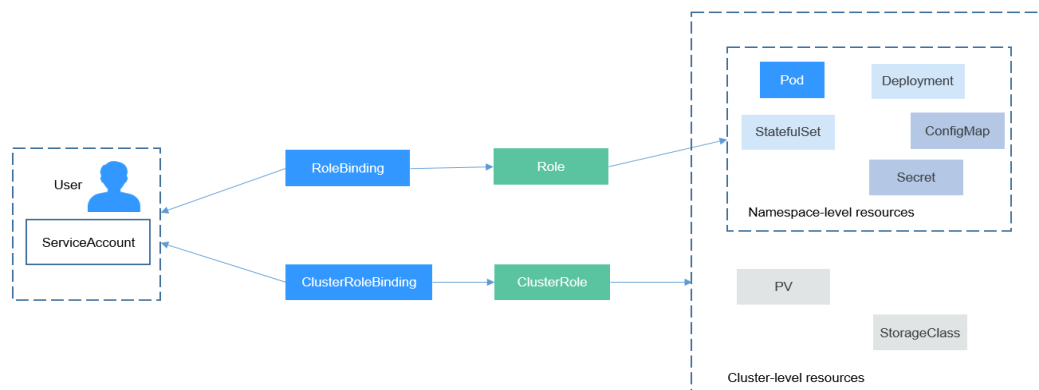 User
ServiceAccount
RoleBinding
Role
ClusterRoleBinding
ClusterRole
Pod
Deployment
StatefulSet
ConfigMap
Secret
Namespace-level resources
PV
StorageClass
Cluster-level resources